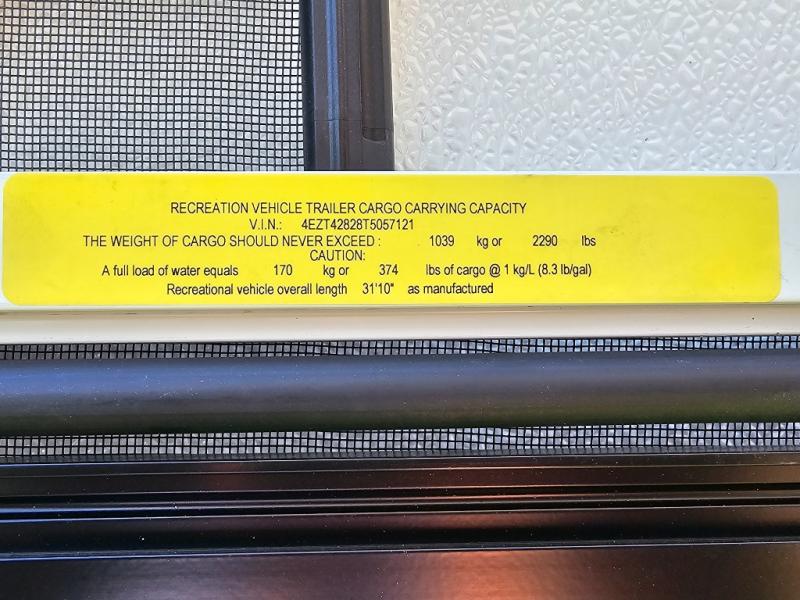 RECREATION VEHICLE TRAILER CARGO CARRYING CAPACITY
V.I.N.: 4EZT42828T5057121
THE WEIGHT OF CARGO SHOULD NEVER EXCEED : 1039 kg or 2290 lbs
CAUTION:
A full load of water equals 170 kg or 374 lbs of cargo @ 1 kg/L (8.3 lb/gal)
Recreational vehicle overall length 31'10" as manufactured